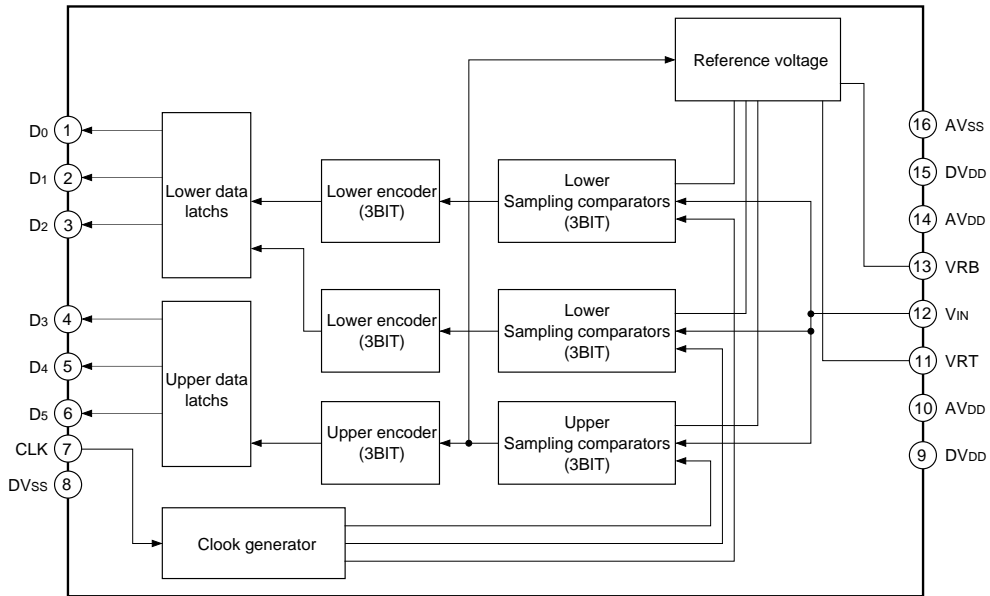 Reference voltage
D0 1
D1 2
D2 3
D3 4
D4 5
D5 6
CLK 7
DVSS 8
Lower data
latchs
Upper data
latchs
Lower encoder
(3BIT)
Lower encoder
(3BIT)
Upper encoder
(3BIT)
Lower
Sampling comparators
(3BIT)
Lower
Sampling comparators
(3BIT)
Upper
Sampling comparators
(3BIT)
Clook generator
16 AVSS
15 DVDD
14 AVDD
13 VRB
12 VIN
11 VRT
10 AVDD
9 DVDD